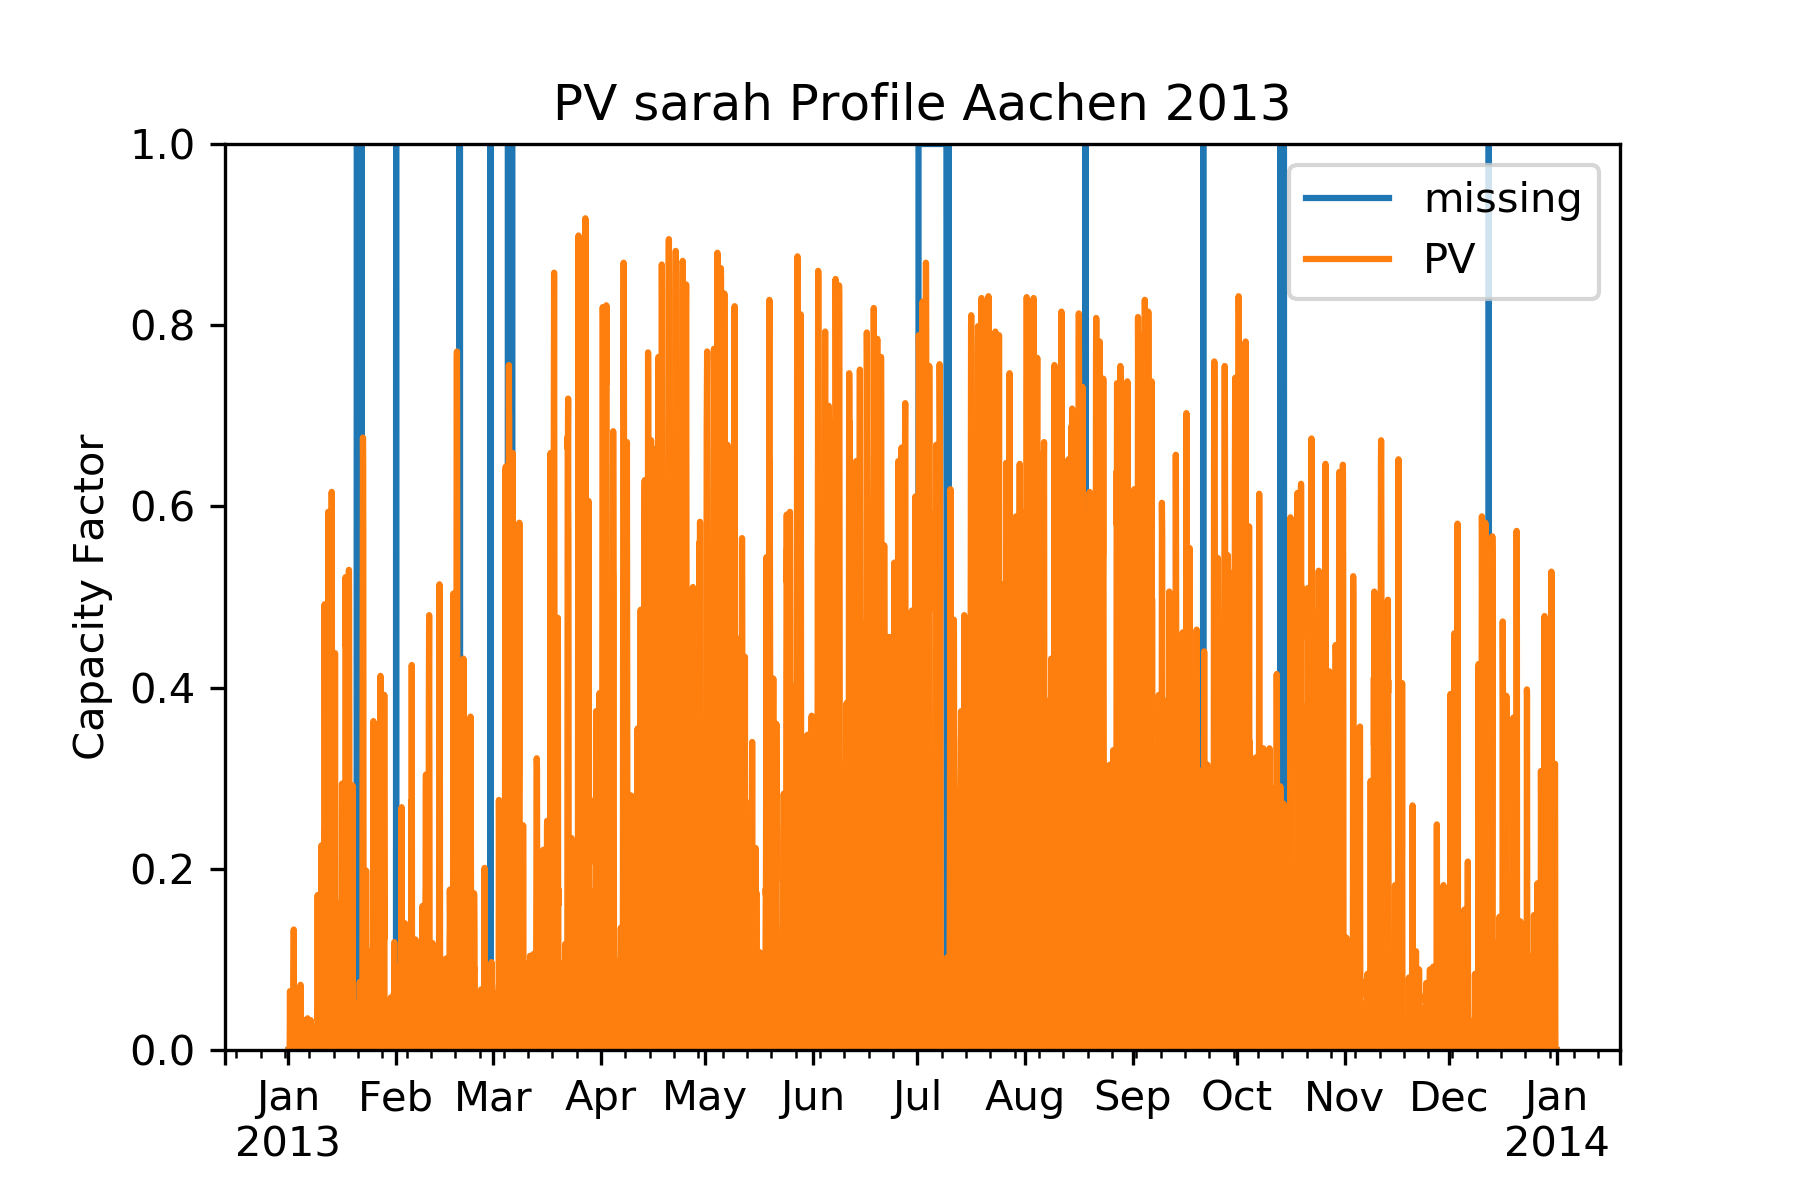 PV sarah Profile Aachen 2013
1.0
0.8
0.6
0.4
0.2
0.0
Capacity Factor
missing
PV
Jan Feb Mar Apr May Jun Jul Aug Sep Oct Nov Dec Jan
2013 2014